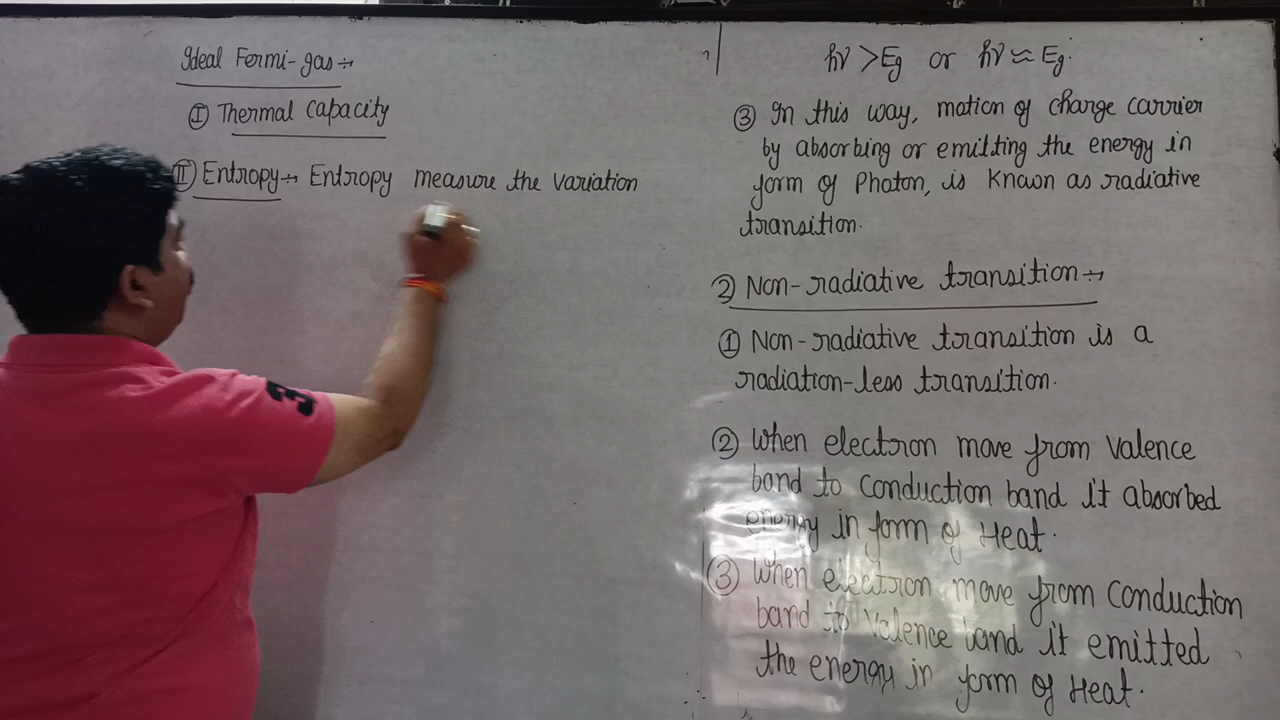 Ideal Fermi-gas→
Ⅰ Thermal Capacity
Ⅱ Entropy→ Entropy measure the variation
hν > Eg or hν ≈ Eg.
③ In this way, motion of charge carrier
by absorbing or emitting the energy in
form of Photon, is Known as radiative
transition.
2) Non-radiative transition→
① Non-radiative transition is a
radiation-less transition.
② When electron move from Valence
band to Conduction band it absorbed
energy in form of Heat.
③ When electron move from Conduction
band to Valence band it emitted
the energy in form of Heat.
3